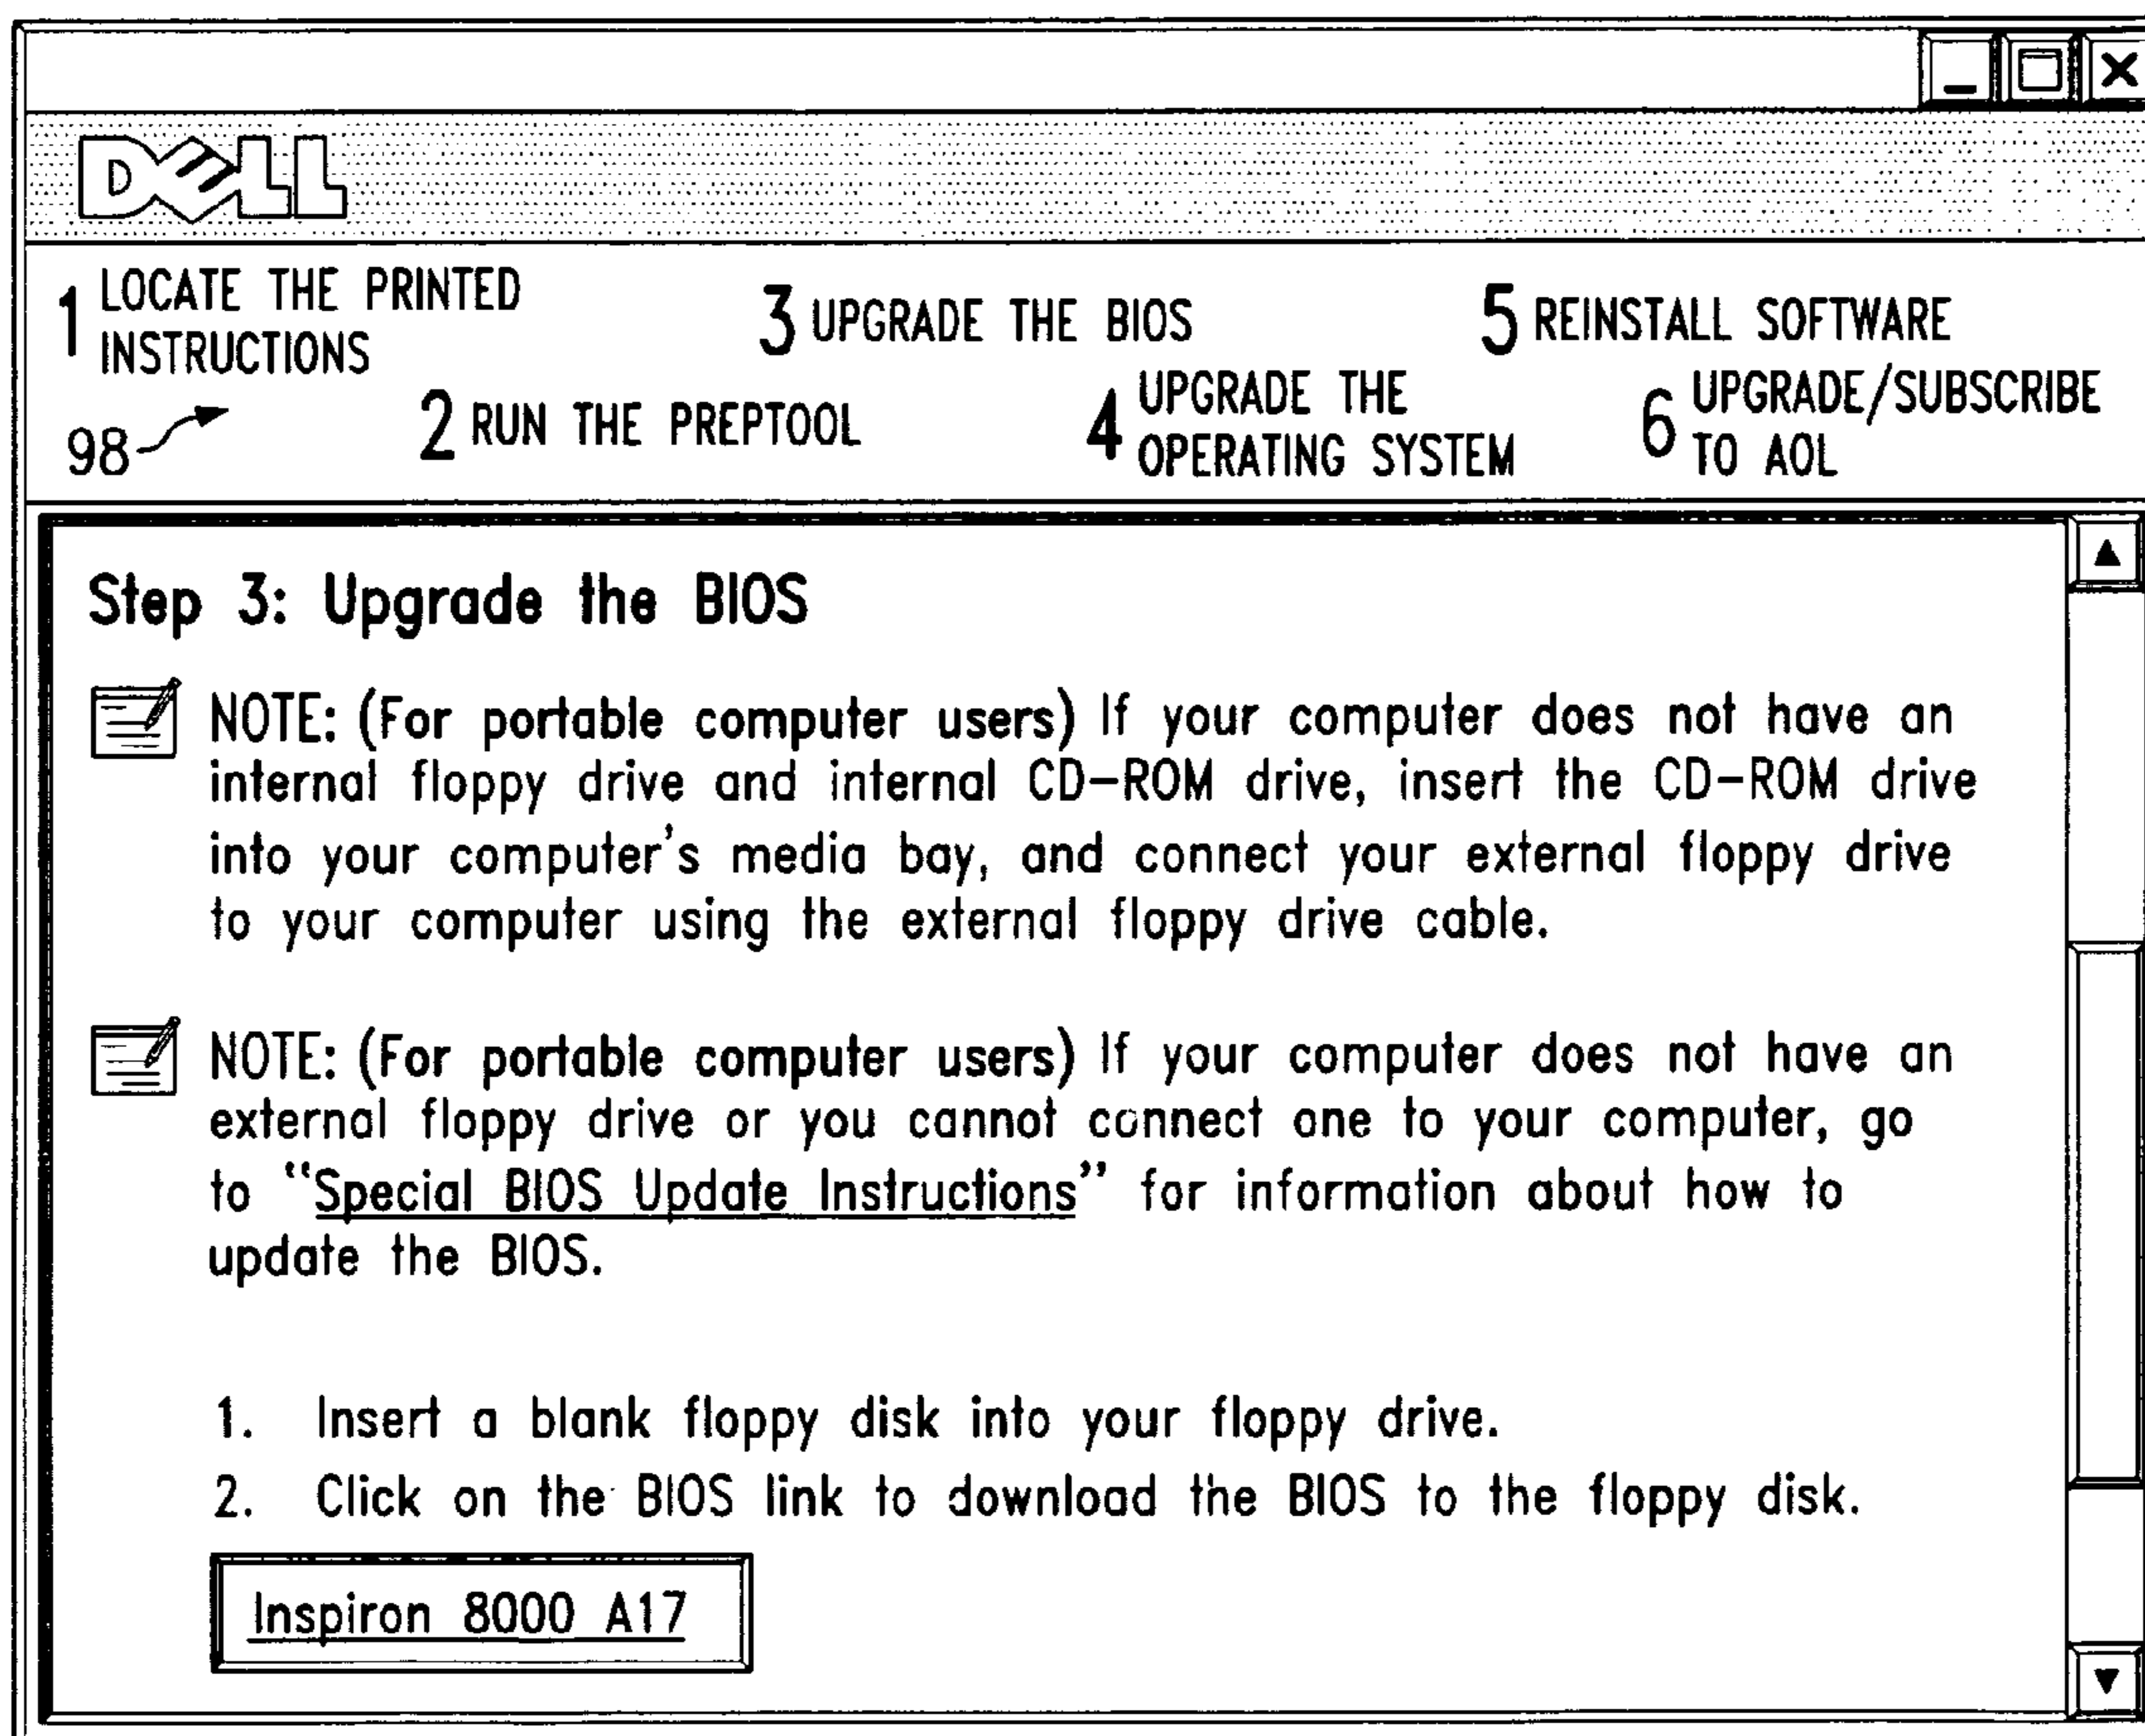 DELL
1 LOCATE THE PRINTED
INSTRUCTIONS
2 RUN THE PREPTOOL
3 UPGRADE THE BIOS
4 UPGRADE THE
OPERATING SYSTEM
5 REINSTALL SOFTWARE
6 UPGRADE/SUBSCRIBE
TO AOL
98
Step 3: Upgrade the BIOS
NOTE: (For portable computer users) If your computer does not have an
internal floppy drive and internal CD-ROM drive, insert the CD-ROM drive
into your computer's media bay, and connect your external floppy drive
to your computer using the external floppy drive cable.
NOTE: (For portable computer users) If your computer does not have an
external floppy drive or you cannot connect one to your computer, go
to “Special BIOS Update Instructions” for information about how to
update the BIOS.
1. Insert a blank floppy disk into your floppy drive.
2. Click on the BIOS link to download the BIOS to the floppy disk.
Inspiron 8000 A17